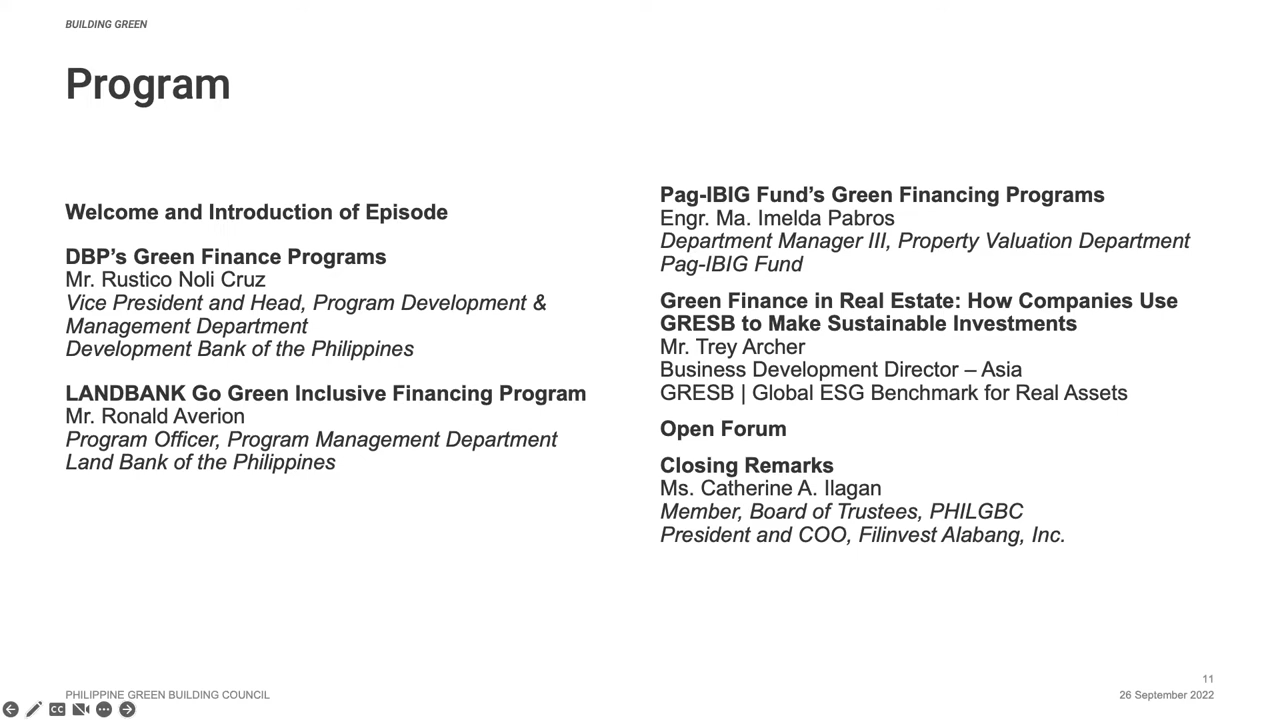 BUILDING GREEN
Program
Welcome and Introduction of Episode
DBP's Green Finance Programs
Mr. Rustico Noli Cruz
Vice President and Head, Program Development &
Management Department
Development Bank of the Philippines
LANDBANK Go Green Inclusive Financing Program
Mr. Ronald Averion
Program Officer, Program Management Department
Land Bank of the Philippines
Pag-IBIG Fund's Green Financing Programs
Engr. Ma. Imelda Pabros
Department Manager III, Property Valuation Department
Pag-IBIG Fund
Green Finance in Real Estate: How Companies Use
GRESB to Make Sustainable Investments
Mr. Trey Archer
Business Development Director – Asia
GRESB | Global ESG Benchmark for Real Assets
Open Forum
Closing Remarks
Ms. Catherine A. Ilagan
Member, Board of Trustees, PHILGBC
President and COO, Filinvest Alabang, Inc.
11
PHILIPPINE GREEN BUILDING COUNCIL
26 September 2022
CC